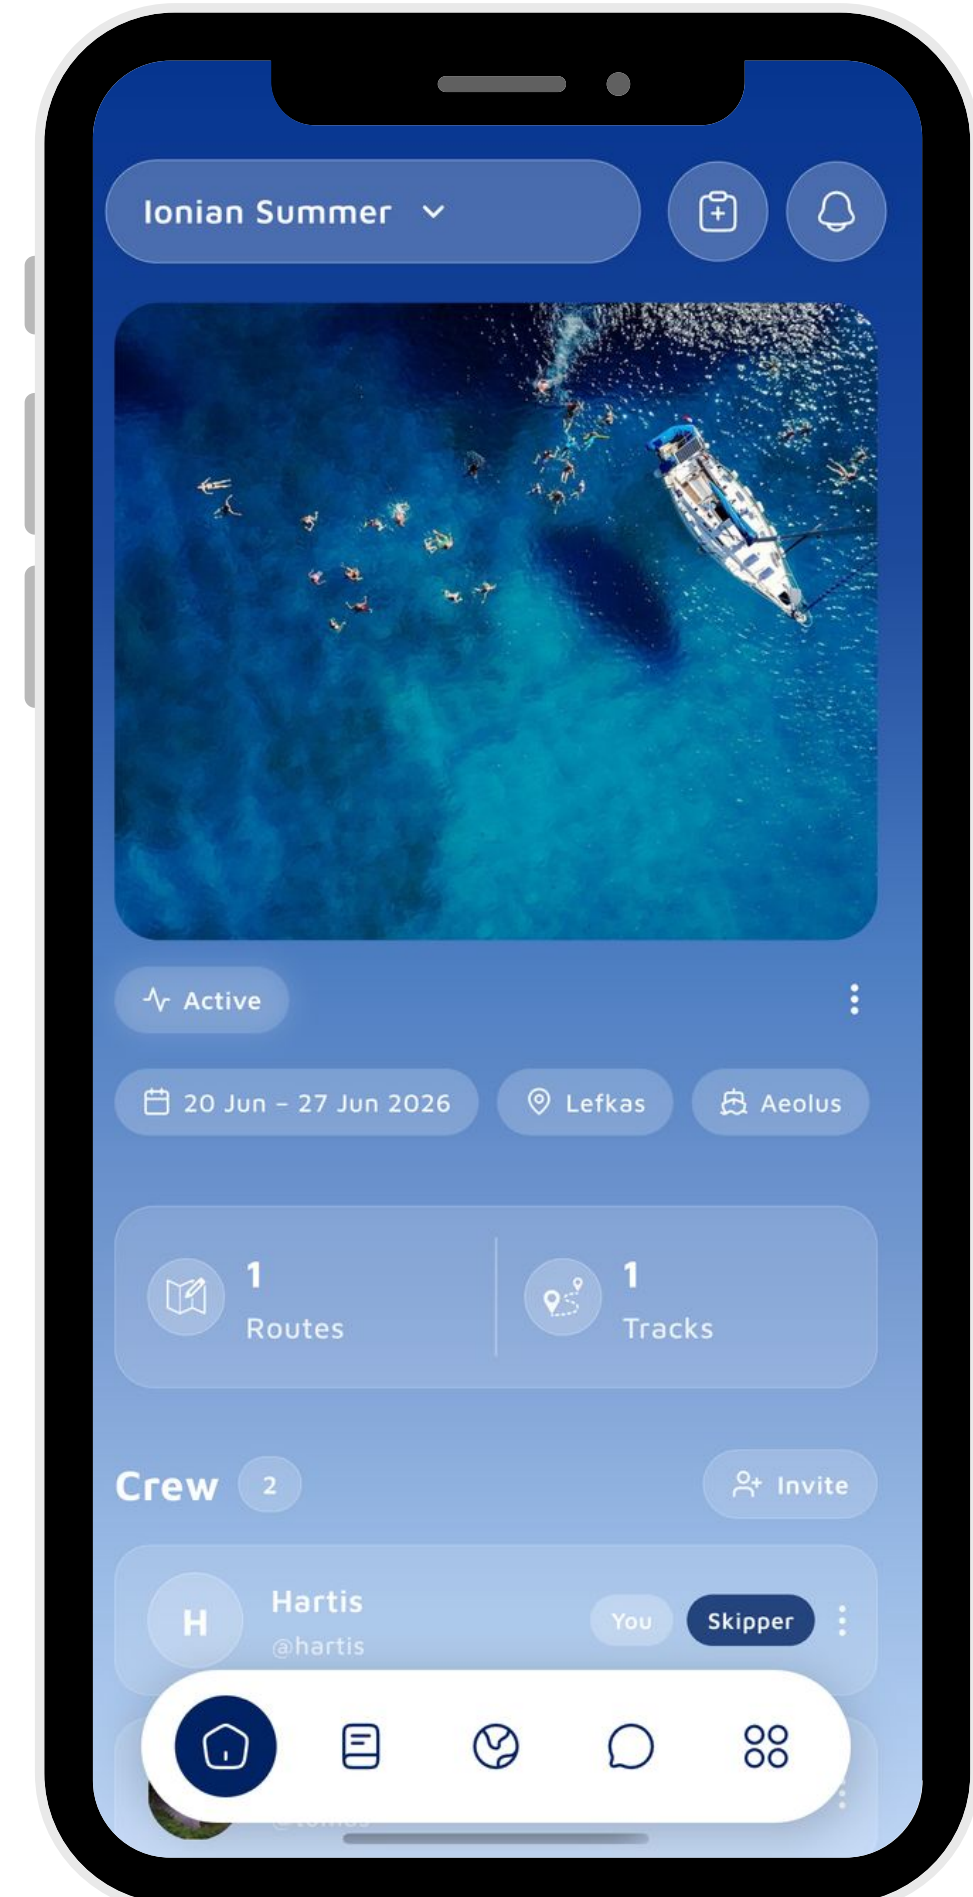 Ionian Summer
Active
20 Jun – 27 Jun 2026
Lefkas
Aeolus
1
Routes
1
Tracks
Crew
2
Invite
H
Hartis
@hartis
You
Skipper